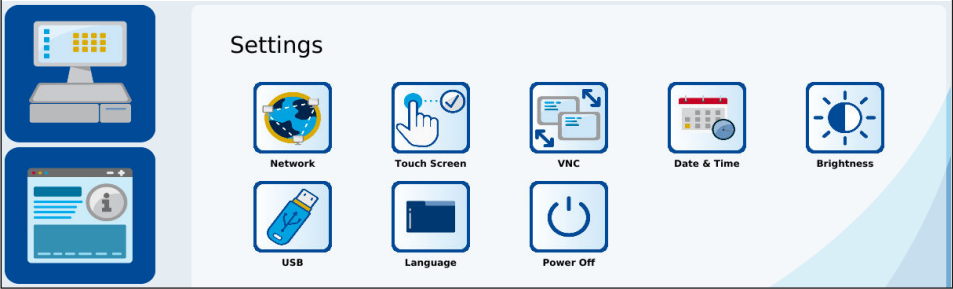 Settings
Network
Touch Screen
VNC
Date & Time
Brightness
USB
Language
Power Off